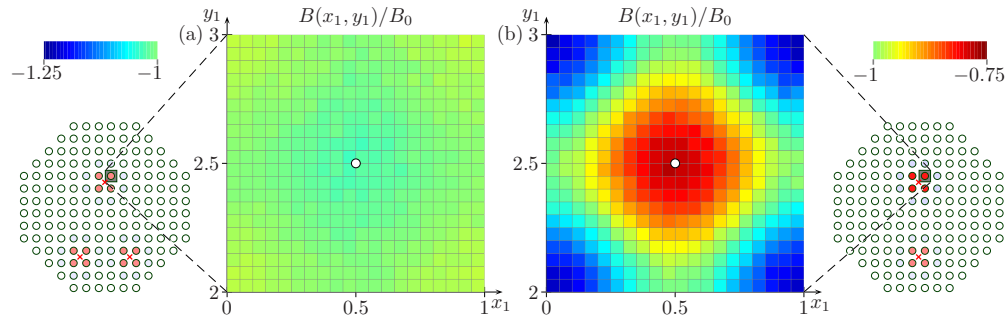 y₁ (a) B(x₁, y₁)/B₀ y₁ (b) B(x₁, y₁)/B₀
3 3
−1.25 −1 −1 −0.75
2.5 2.5
2 2
0 0.5 1 x₁ 0 0.5 1 x₁